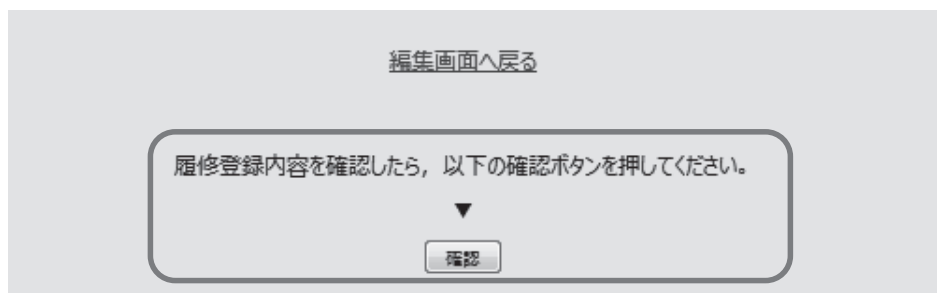 編集画面へ戻る
履修登録内容を確認したら，以下の確認ボタンを押してください。
▼
確認